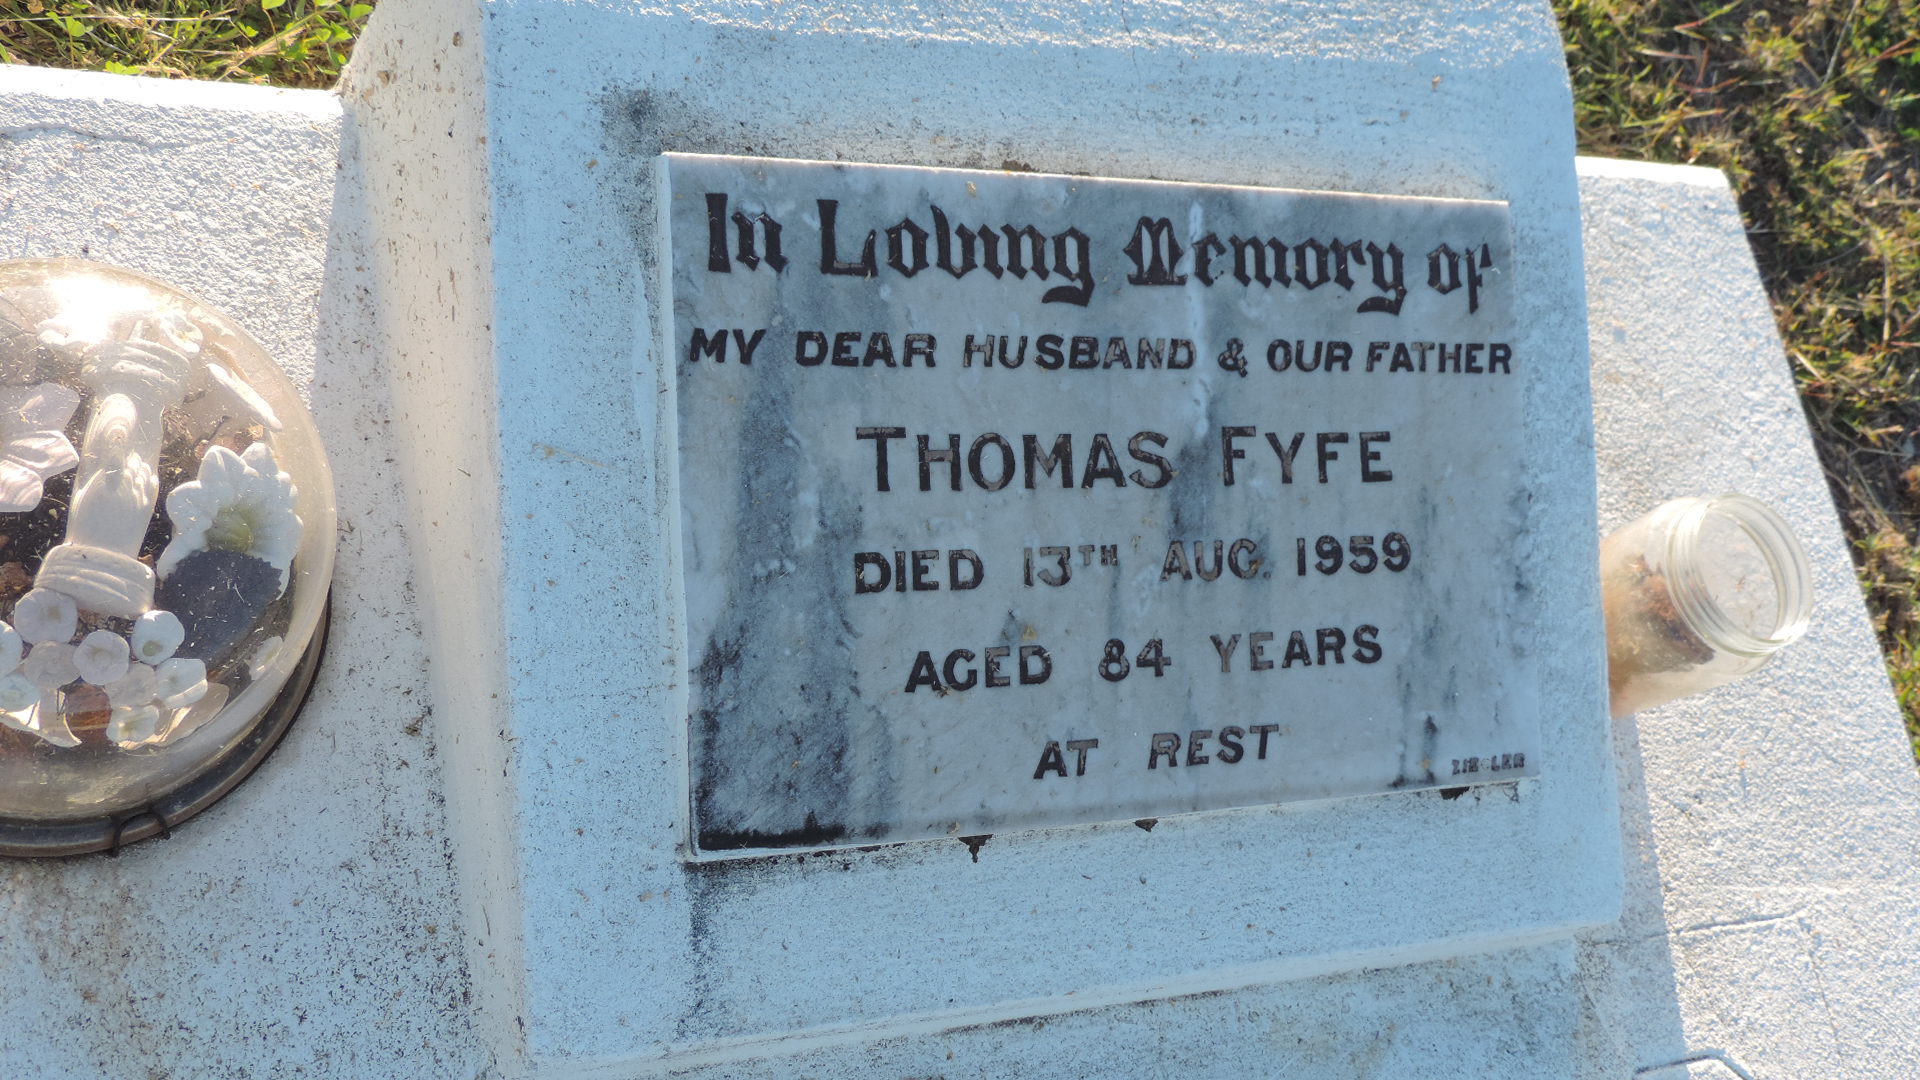 In Loving Memory of
MY DEAR HUSBAND & OUR FATHER
THOMAS FYFE
DIED 13TH AUG. 1959
AGED 84 YEARS
AT REST
ZIEGLER